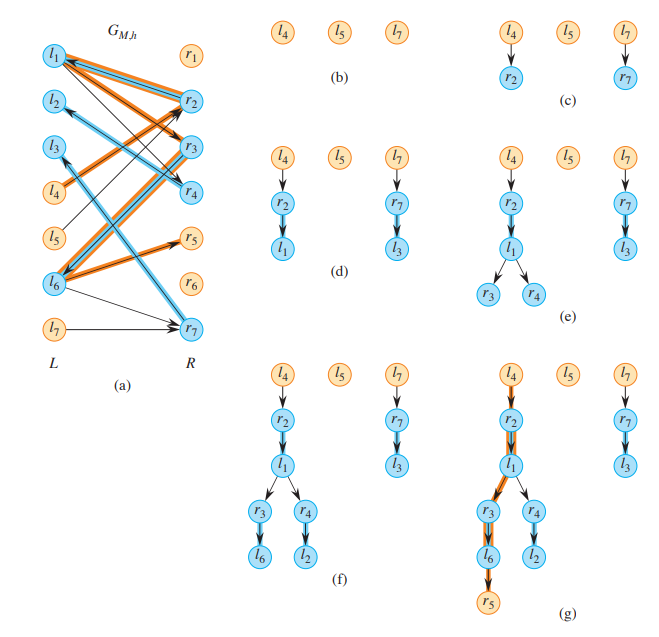 G_{M,h}
l_1 r_1
l_2 r_2
l_3 r_3
l_4 r_4
l_5 r_5
l_6 r_6
l_7 r_7
L R
(a)
l_4 l_5 l_7
(b)
l_4 l_5 l_7
r_2 r_7
(c)
l_4 l_5 l_7
r_2 r_7
l_1 l_3
(d)
l_4 l_5 l_7
r_2 r_7
l_1 l_3
r_3 r_4
(e)
l_4 l_5 l_7
r_2 r_7
l_1 l_3
r_3 r_4
l_6 l_2
(f)
l_4 l_5 l_7
r_2 r_7
l_1 l_3
r_3 r_4
l_6 l_2
r_5
(g)